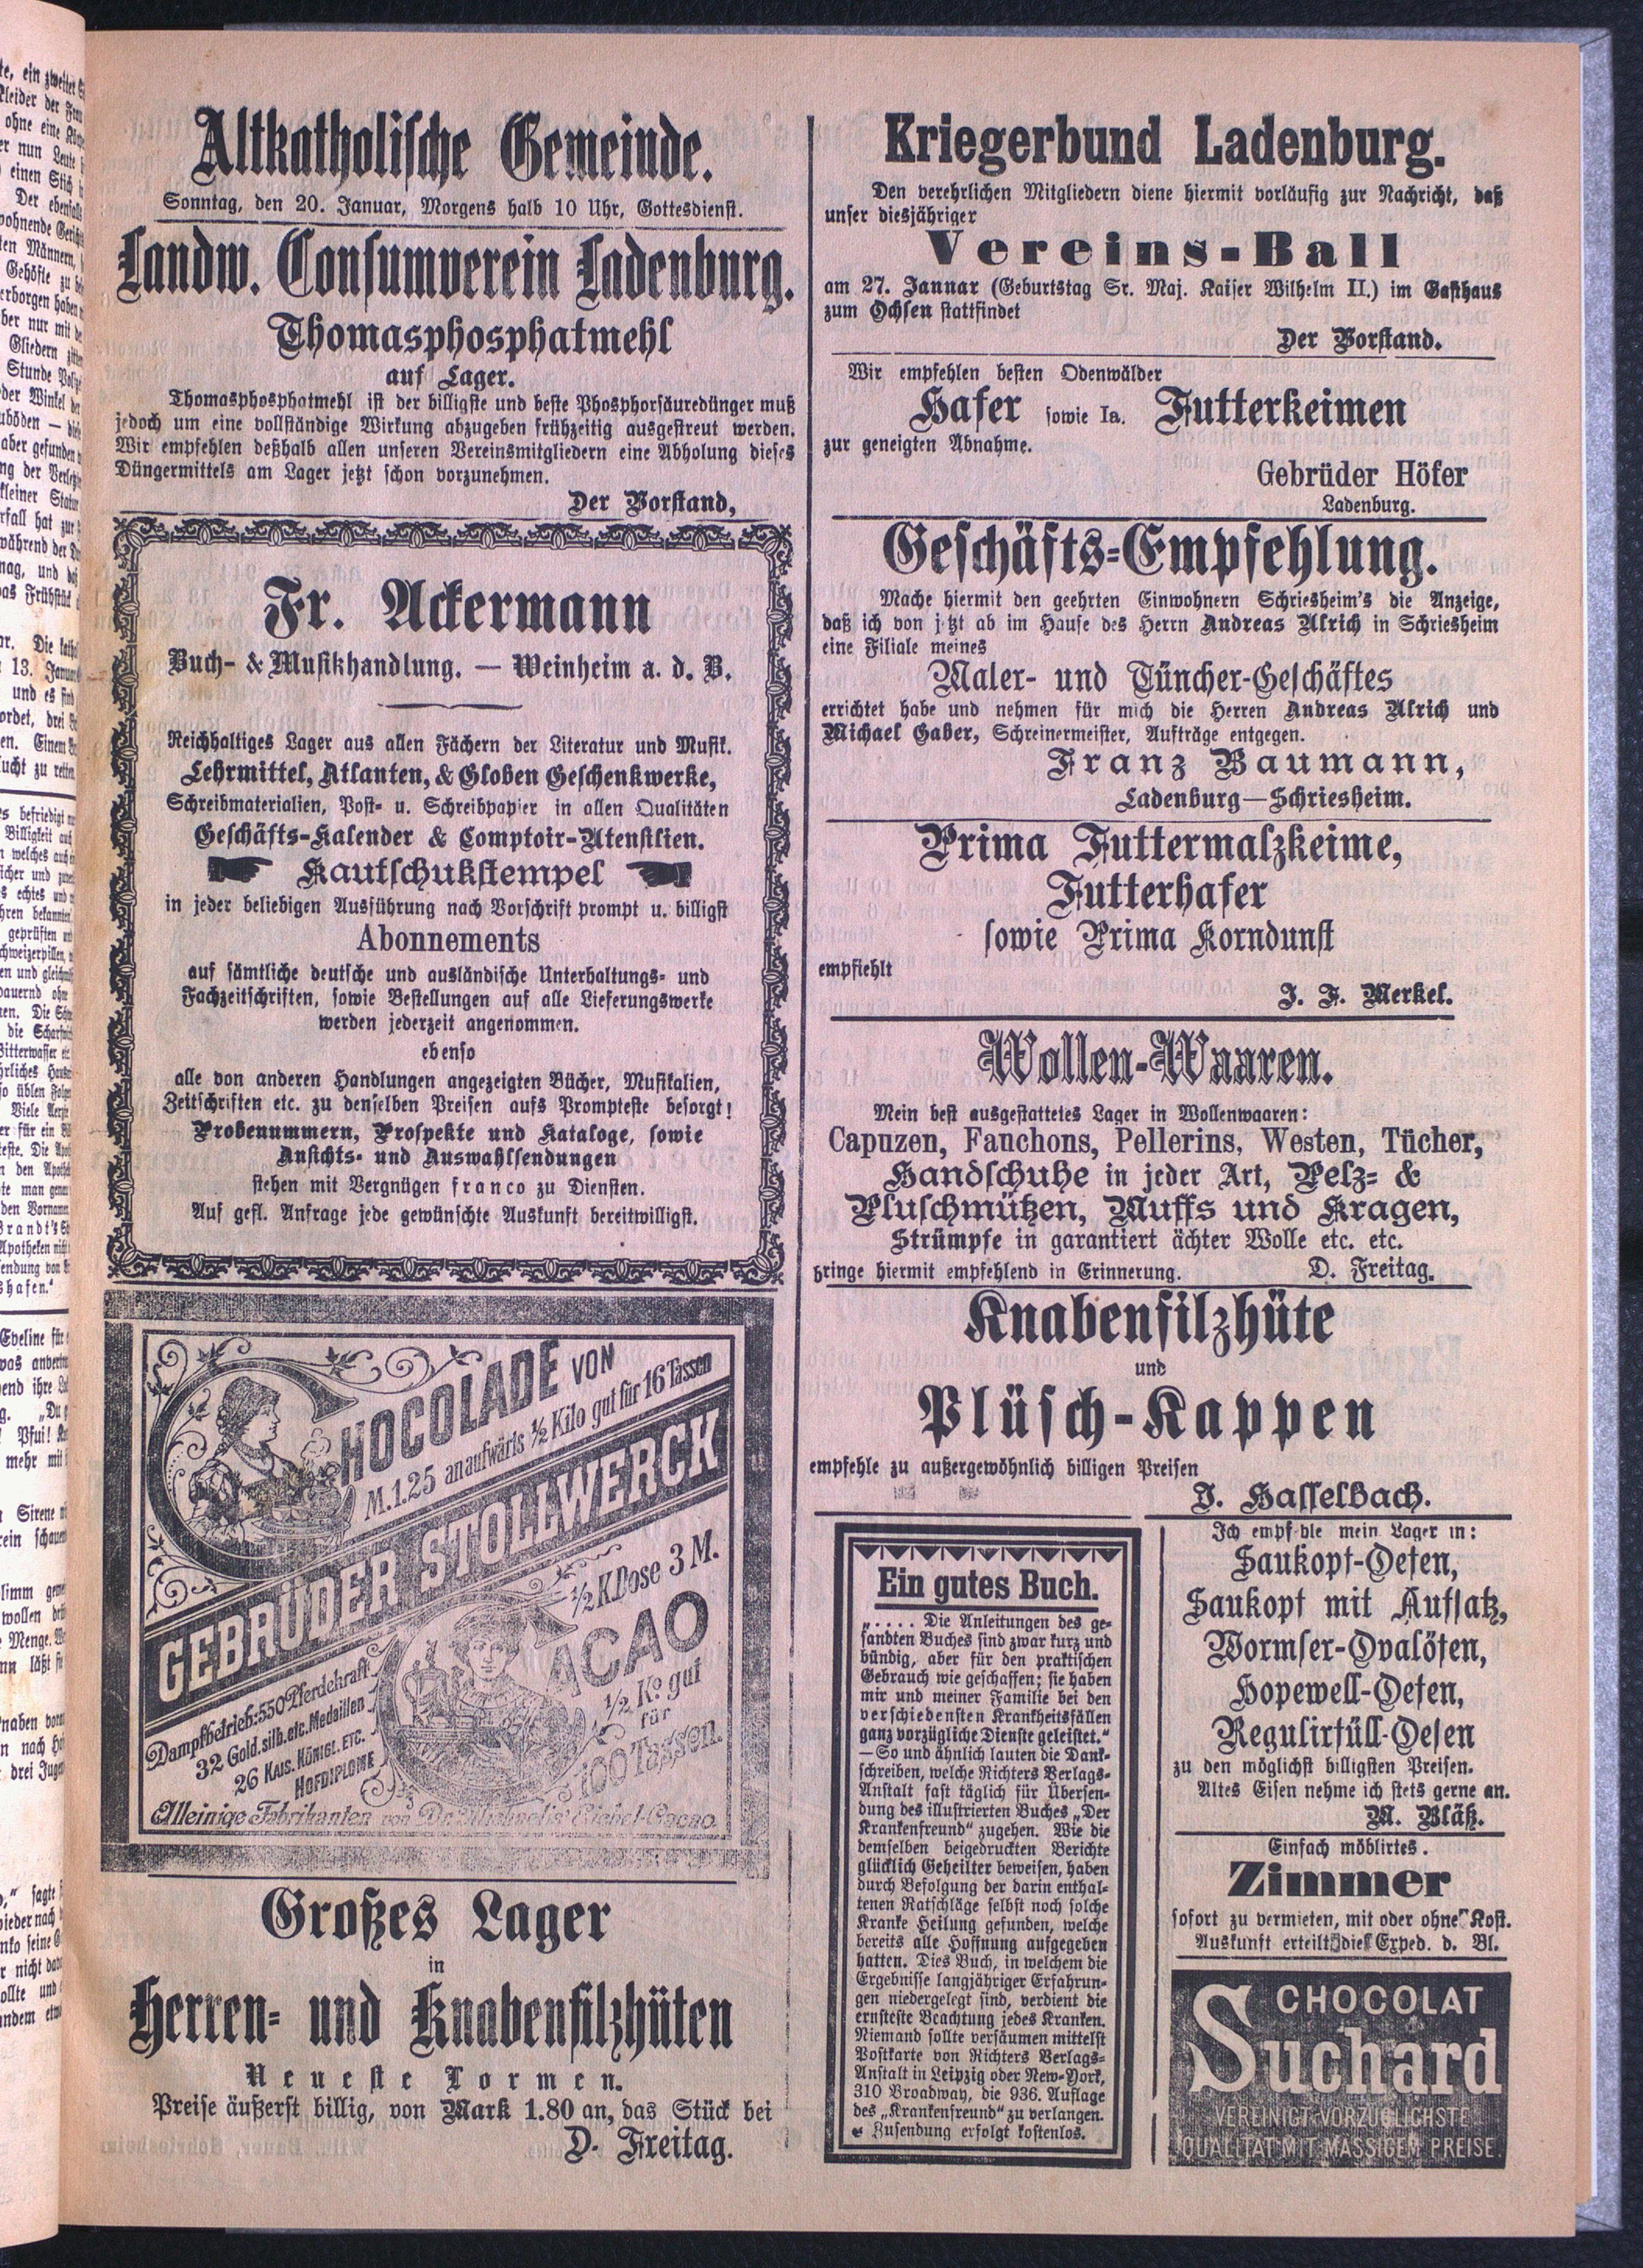 Altkatholische Gemeinde.
Sonntag, den 20. Januar, Morgens halb 10 Uhr, Gottesdienst.
Landw. Consumverein Ladenburg.
Thomasphosphatmehl
auf Lager.
Thomasphosphatmehl ist der billigste und beste Phosphorsäuredünger muß
jedoch um eine vollständige Wirkung abzugeben frühzeitig ausgestreut werden.
Wir empfehlen deßhalb allen unseren Vereinsmitgliedern eine Abholung dieses
Düngermittels am Lager jetzt schon vorzunehmen.
Der Vorstand,
Fr. Ackermann
Buch- & Musikhandlung. — Weinheim a. d. B.
Reichhaltiges Lager aus allen Fächern der Literatur und Musik.
Lehrmittel, Atlanten, & Globen Geschenkwerke,
Schreibmaterialien, Post- u. Schreibpapier in allen Qualitäten
Geschäfts-Kalender & Comptoir-Utensilien.
Kautschukstempel
in jeder beliebigen Ausführung nach Vorschrift prompt u. billigst
Abonnements
auf sämtliche deutsche und ausländische Unterhaltungs- und
Fachzeitschriften, sowie Bestellungen auf alle Lieferungswerke
werden jederzeit angenommen.
ebenso
alle von anderen Handlungen angezeigten Bücher, Musikalien,
Zeitschriften etc. zu denselben Preisen aufs Prompteste besorgt!
Probenummern, Prospekte und Kataloge, sowie
Ansichts- und Auswahlsendungen
stehen mit Vergnügen franco zu Diensten.
Auf gefl. Anfrage jede gewünschte Auskunft bereitwilligst.
CHOCOLADE VON
M. 1.25 an aufwärts ½ Kilo gut für 16 Tassen
GEBRÜDER STOLLWERCK
½ K. Dose 3 M.
CACAO
½ Ko. gut
für
100 Tassen.
Dampfbetrieb: 550 Pferdekraft
32 Gold. silb. etc. Medaillen
26 KAIS. KÖNIGL. ETC.
HOFDIPLOME
Alleinige Fabrikanten von Dr. Michaelis' Eichel-Cacao.
Großes Lager
in
Herren- und Knabenfilzhüten
Neueste Formen.
Preise äußerst billig, von Mark 1.80 an, das Stück bei
D. Freitag.
Kriegerbund Ladenburg.
Den verehrlichen Mitgliedern diene hiermit vorläufig zur Nachricht, daß
unser diesjähriger
Vereins-Ball
am 27. Januar (Geburtstag Sr. Maj. Kaiser Wilhelm II.) im Gasthaus
zum Ochsen stattfindet
Der Vorstand.
Wir empfehlen besten Odenwälder
Hafer sowie Ia. Futterkeimen
zur geneigten Abnahme.
Gebrüder Höfer
Ladenburg.
Geschäfts-Empfehlung.
Mache hiermit den geehrten Einwohnern Schriesheim's die Anzeige,
daß ich von jetzt ab im Hause des Herrn Andreas Ulrich in Schriesheim
eine Filiale meines
Maler- und Tüncher-Geschäftes
errichtet habe und nehmen für mich die Herren Andreas Ulrich und
Michael Gaber, Schreinermeister, Aufträge entgegen.
Franz Baumann,
Ladenburg—Schriesheim.
Prima Futtermalzkeime,
Futterhafer
sowie Prima Korndunst
empfiehlt
J. F. Merkel.
Wollen-Waaren.
Mein best ausgestattetes Lager in Wollenwaaren:
Capuzen, Fanchons, Pellerins, Westen, Tücher,
Handschuhe in jeder Art, Pelz- &
Pluschmützen, Muffs und Kragen,
Strümpfe in garantiert ächter Wolle etc. etc.
bringe hiermit empfehlend in Erinnerung. D. Freitag.
Knabenfilzhüte
und
Plüsch-Kappen
empfehle zu außergewöhnlich billigen Preisen
J. Hasselbach.
Ein gutes Buch.
„.... Die Anleitungen des ge-
sandten Buches sind zwar kurz und
bündig, aber für den praktischen
Gebrauch wie geschaffen; sie haben
mir und meiner Familie bei den
verschiedensten Krankheitsfällen
ganz vorzügliche Dienste geleistet.“
— So und ähnlich lauten die Dank-
schreiben, welche Richters Verlags-
Anstalt fast täglich für Übersen-
dung des illustrierten Buches „Der
Krankenfreund“ zugehen. Wie die
demselben beigedruckten Berichte
glücklich Geheilter beweisen, haben
durch Befolgung der darin enthal-
tenen Ratschläge selbst noch solche
Kranke Heilung gefunden, welche
bereits alle Hoffnung aufgegeben
hatten. Dies Buch, in welchem die
Ergebnisse langjähriger Erfahrun-
gen niedergelegt sind, verdient die
ernsteste Beachtung jedes Kranken.
Niemand sollte versäumen mittelst
Postkarte von Richters Verlags-
Anstalt in Leipzig oder New-York,
310 Broadway, die 936. Auflage
des „Krankenfreund“ zu verlangen.
Zusendung erfolgt kostenlos.
Ich empfehle mein Lager in:
Saukopf-Oefen,
Saukopf mit Aufsatz,
Wormser-Ovalöfen,
Hopewell-Oefen,
Regulirfüll-Oefen
zu den möglichst billigsten Preisen.
Altes Eisen nehme ich stets gerne an.
M. Bläß.
Einfach möblirtes.
Zimmer
sofort zu vermieten, mit oder ohne Kost.
Auskunft erteilt die Exped. d. Bl.
CHOCOLAT
Suchard
VEREINIGT VORZÜGLICHSTE
QUALITÄT MIT MÄSSIGEM PREISE.